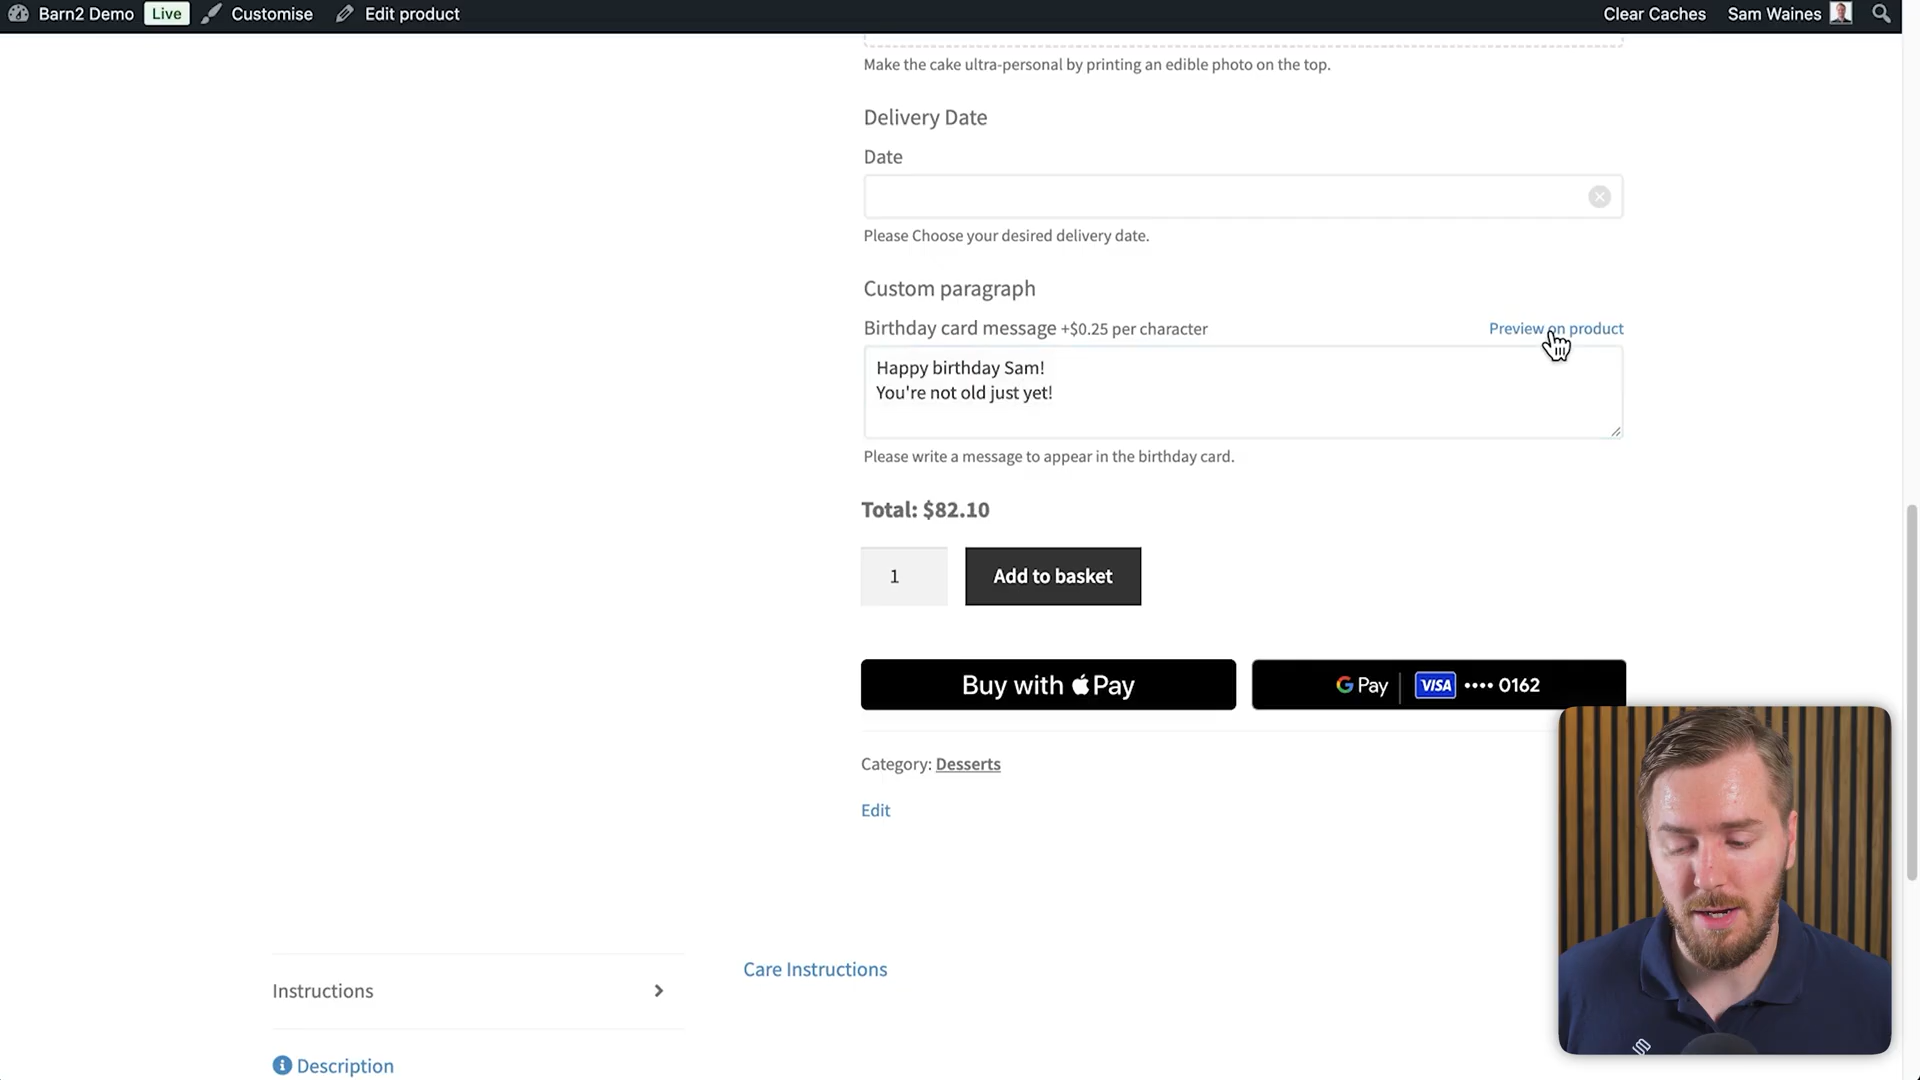 Barn2 Demo Live Customise Edit product Clear Caches Sam Waines
Make the cake ultra-personal by printing an edible photo on the top.
Delivery Date
Date
Please Choose your desired delivery date.
Custom paragraph
Birthday card message +$0.25 per character Preview on product
Happy birthday Sam!
You're not old just yet!
Please write a message to appear in the birthday card.
Total: $82.10
1 Add to basket
Buy with Pay G Pay VISA •••• 0162
Category: Desserts
Edit
Care Instructions
Instructions
Description